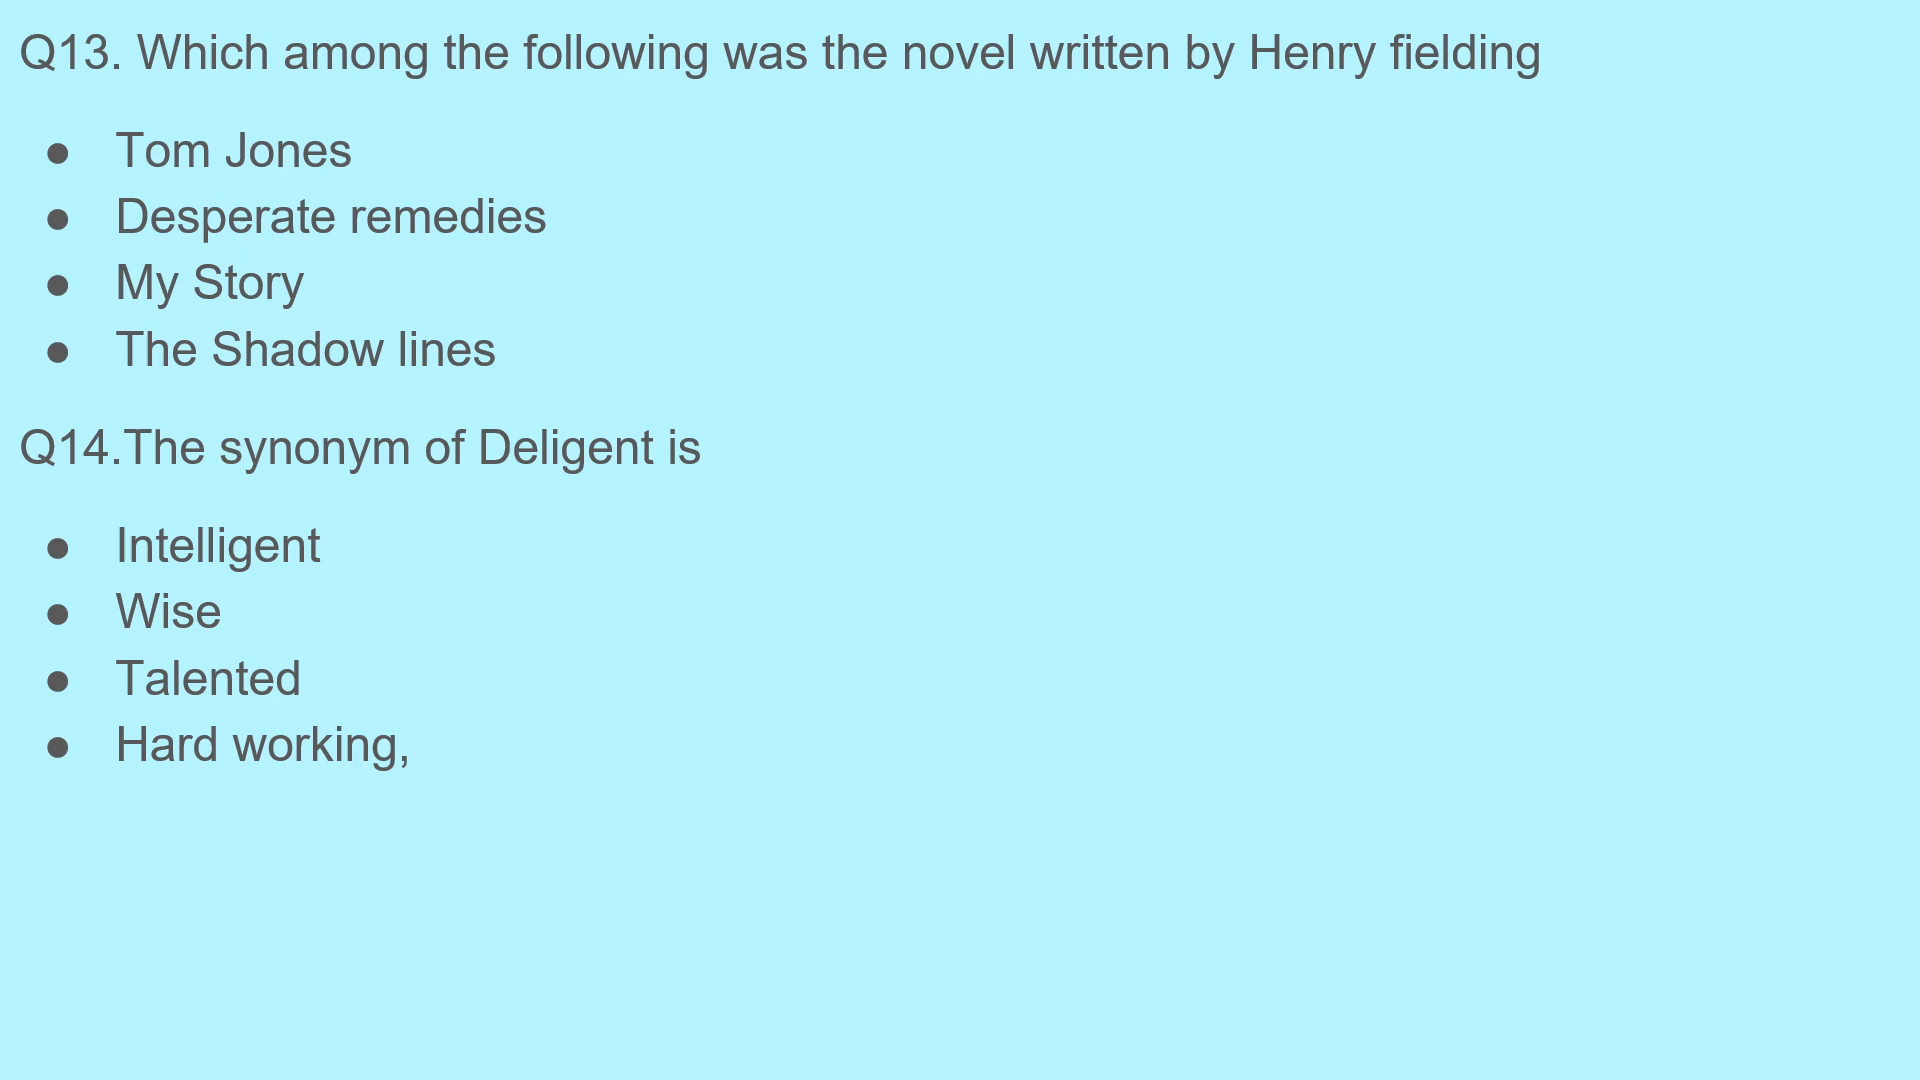 Q13. Which among the following was the novel written by Henry fielding
● Tom Jones
● Desperate remedies
● My Story
● The Shadow lines
Q14.The synonym of Deligent is
● Intelligent
● Wise
● Talented
● Hard working,